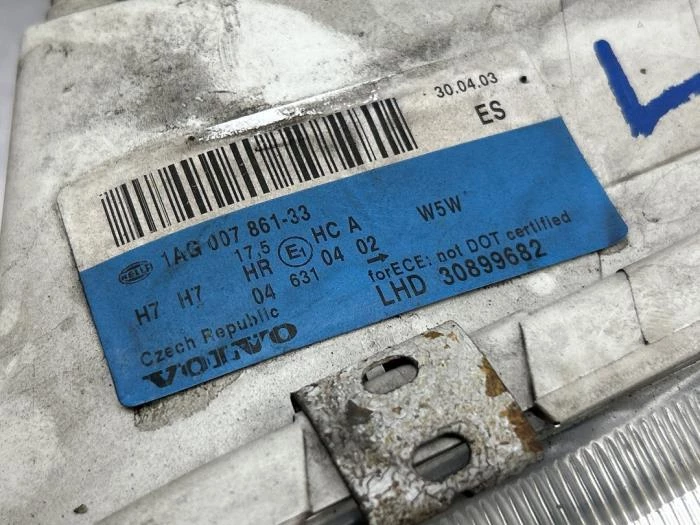 30.04.03
ES
HELLA
1AG 007 861-33
W5W
17,5
H7 H7 HR E1 HC A
04 631 04 02 →
forECE: not DOT certified
LHD 30899682
Czech Republic
VOLVO
L